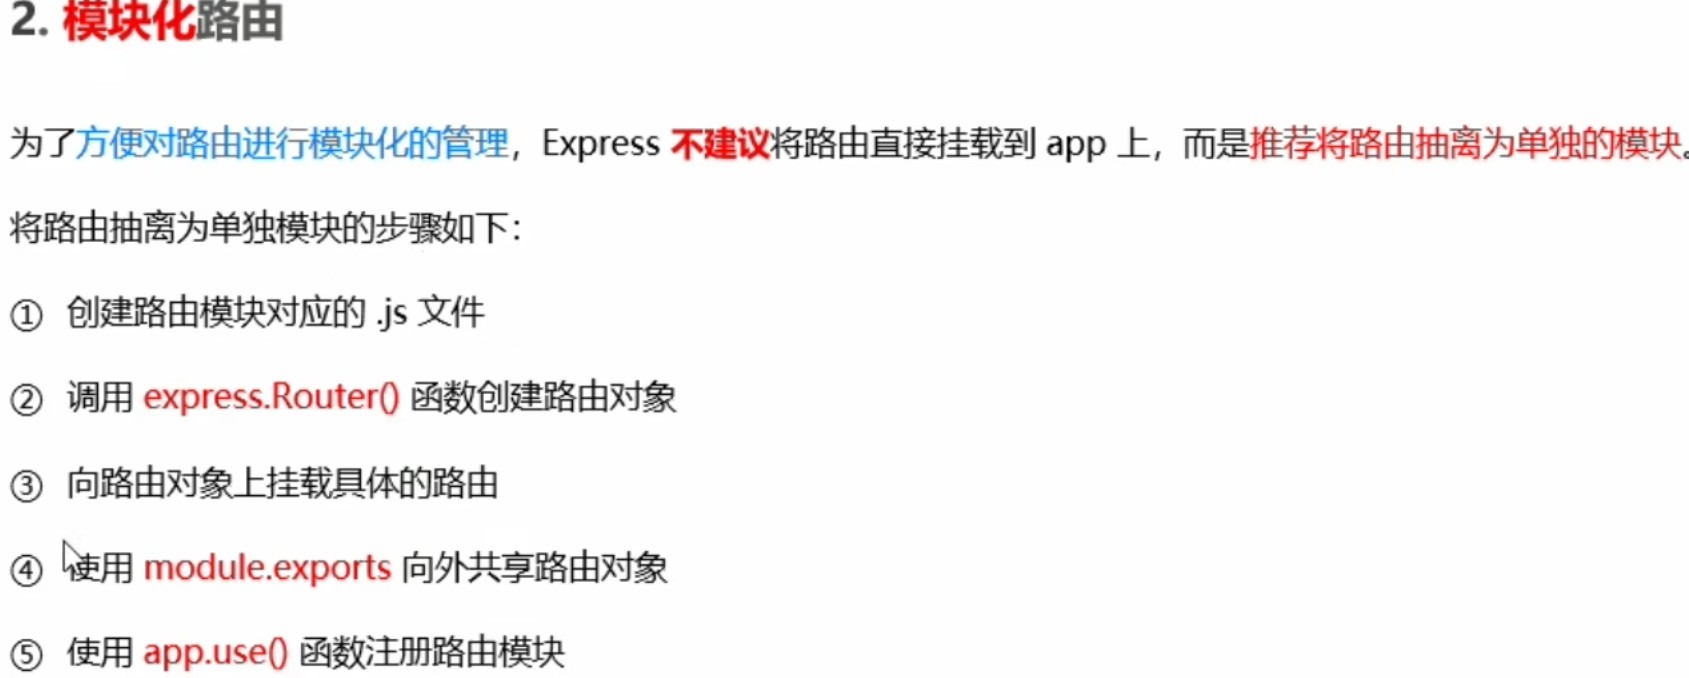 2. 模块化路由
为了方便对路由进行模块化的管理，Express 不建议将路由直接挂载到 app 上，而是推荐将路由抽离为单独的模块。
将路由抽离为单独模块的步骤如下：
① 创建路由模块对应的 .js 文件
② 调用 express.Router() 函数创建路由对象
③ 向路由对象上挂载具体的路由
④ 使用 module.exports 向外共享路由对象
⑤ 使用 app.use() 函数注册路由模块